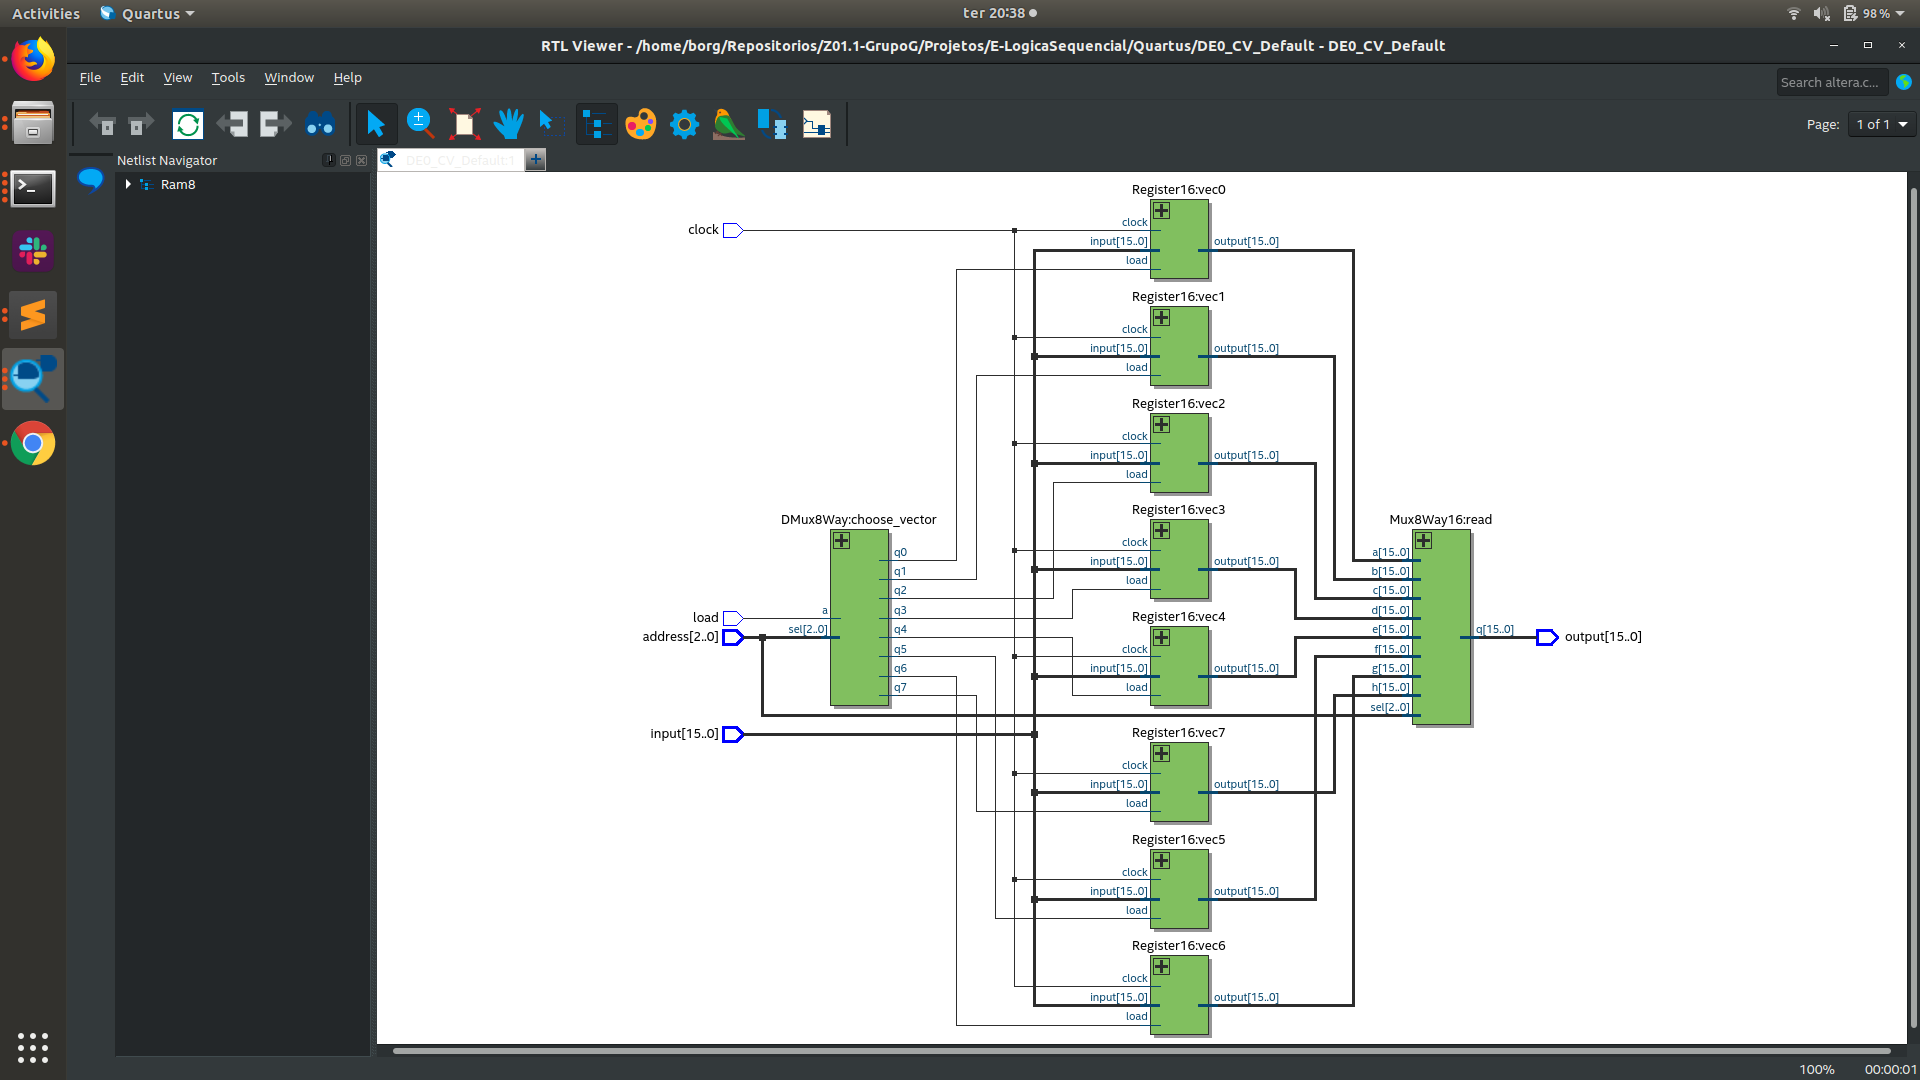 Activities Quartus ter 20:38 98%
RTL Viewer - /home/borg/Repositorios/Z01.1-GrupoG/Projetos/E-LogicaSequencial/Quartus/DE0_CV_Default - DE0_CV_Default
File Edit View Tools Window Help Search altera.c...
Page: 1 of 1
Netlist Navigator DE0_CV_Default:1
Ram8
Register16:vec0
clock
clock
input[15..0] output[15..0]
load
Register16:vec1
clock
input[15..0] output[15..0]
load
Register16:vec2
clock
input[15..0] output[15..0]
load
Register16:vec3
clock
input[15..0] output[15..0]
load
DMux8Way:choose_vector
q0
q1
q2
q3
q4
q5
q6
q7
load a
address[2..0] sel[2..0]
Register16:vec4
clock
input[15..0] output[15..0]
load
Mux8Way16:read
a[15..0]
b[15..0]
c[15..0]
d[15..0]
e[15..0]
f[15..0]
g[15..0]
h[15..0]
sel[2..0]
q[15..0] output[15..0]
input[15..0]
Register16:vec7
clock
input[15..0] output[15..0]
load
Register16:vec5
clock
input[15..0] output[15..0]
load
Register16:vec6
clock
input[15..0] output[15..0]
load
100% 00:00:01